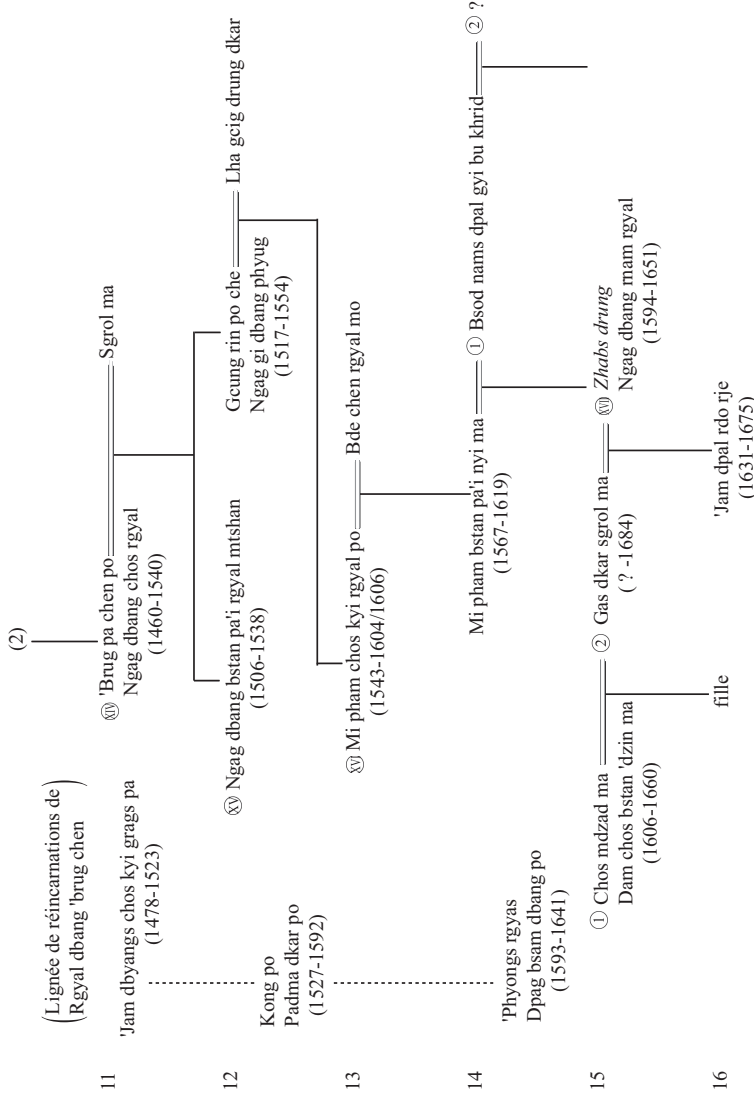 (2)
(Lignée de réincarnations de
Rgyal dbang 'brug chen)
11
'Jam dbyangs chos kyi grags pa
(1478-1523)
XIV 'Brug pa chen po
Ngag dbang chos rgyal
(1460-1540)
Sgrol ma
12
Kong po
Padma dkar po
(1527-1592)
XV Ngag dbang bstan pa'i rgyal mtshan
(1506-1538)
Gcung rin po che
Ngag gi dbang phyug
(1517-1554)
Lha gcig drung dkar
13
XVI Mi pham chos kyi rgyal po
(1543-1604/1606)
Bde chen rgyal mo
14
'Phyongs rgyas
Dpag bsam dbang po
(1593-1641)
Mi pham bstan pa'i nyi ma
(1567-1619)
① Bsod nams dpal gyi bu khrid
② ?
15
① Chos mdzad ma
Dam chos bstan 'dzin ma
(1606-1660)
② Gas dkar sgrol ma
( ? -1684)
XVII Zhabs drung
Ngag dbang rnam rgyal
(1594-1651)
16
fille
'Jam dpal rdo rje
(1631-1675)